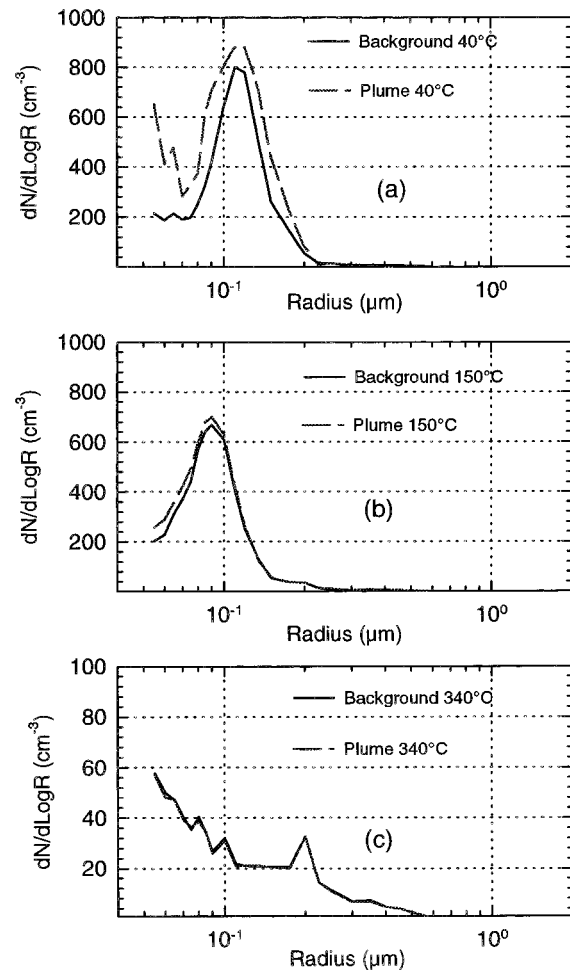 1000
800
600
400
200
dN/dLogR (cm⁻³)
Background 40°C
Plume 40°C
(a)
10⁻¹
10⁰
Radius (µm)
1000
800
600
400
200
dN/dLogR (cm⁻³)
Background 150°C
Plume 150°C
(b)
10⁻¹
10⁰
Radius (µm)
100
80
60
40
20
dN/dLogR (cm⁻³)
Background 340°C
Plume 340°C
(c)
10⁻¹
10⁰
Radius (µm)